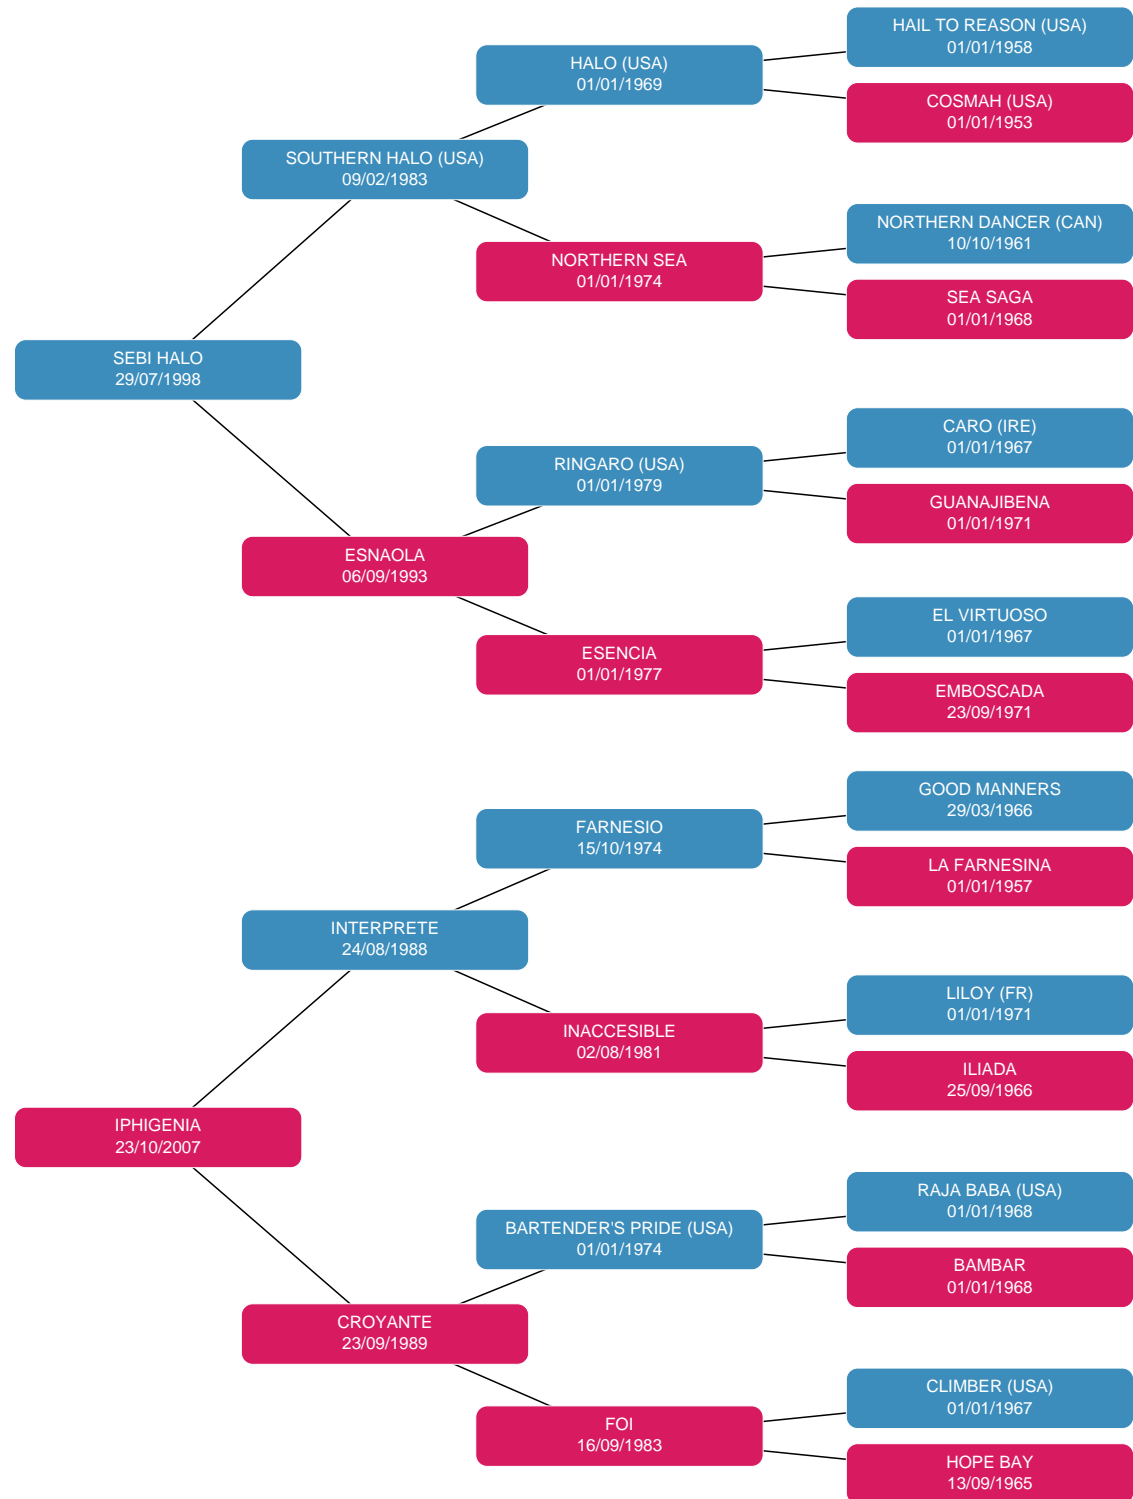 HAIL TO REASON (USA)
01/01/1958
HALO (USA)
01/01/1969
COSMAH (USA)
01/01/1953
SOUTHERN HALO (USA)
09/02/1983
NORTHERN DANCER (CAN)
10/10/1961
NORTHERN SEA
01/01/1974
SEA SAGA
01/01/1968
SEBI HALO
29/07/1998
CARO (IRE)
01/01/1967
RINGARO (USA)
01/01/1979
GUANAJIBENA
01/01/1971
ESNAOLA
06/09/1993
EL VIRTUOSO
01/01/1967
ESENCIA
01/01/1977
EMBOSCADA
23/09/1971
GOOD MANNERS
29/03/1966
FARNESIO
15/10/1974
LA FARNESINA
01/01/1957
INTERPRETE
24/08/1988
LILOY (FR)
01/01/1971
INACCESIBLE
02/08/1981
ILIADA
25/09/1966
IPHIGENIA
23/10/2007
RAJA BABA (USA)
01/01/1968
BARTENDER'S PRIDE (USA)
01/01/1974
BAMBAR
01/01/1968
CROYANTE
23/09/1989
CLIMBER (USA)
01/01/1967
FOI
16/09/1983
HOPE BAY
13/09/1965